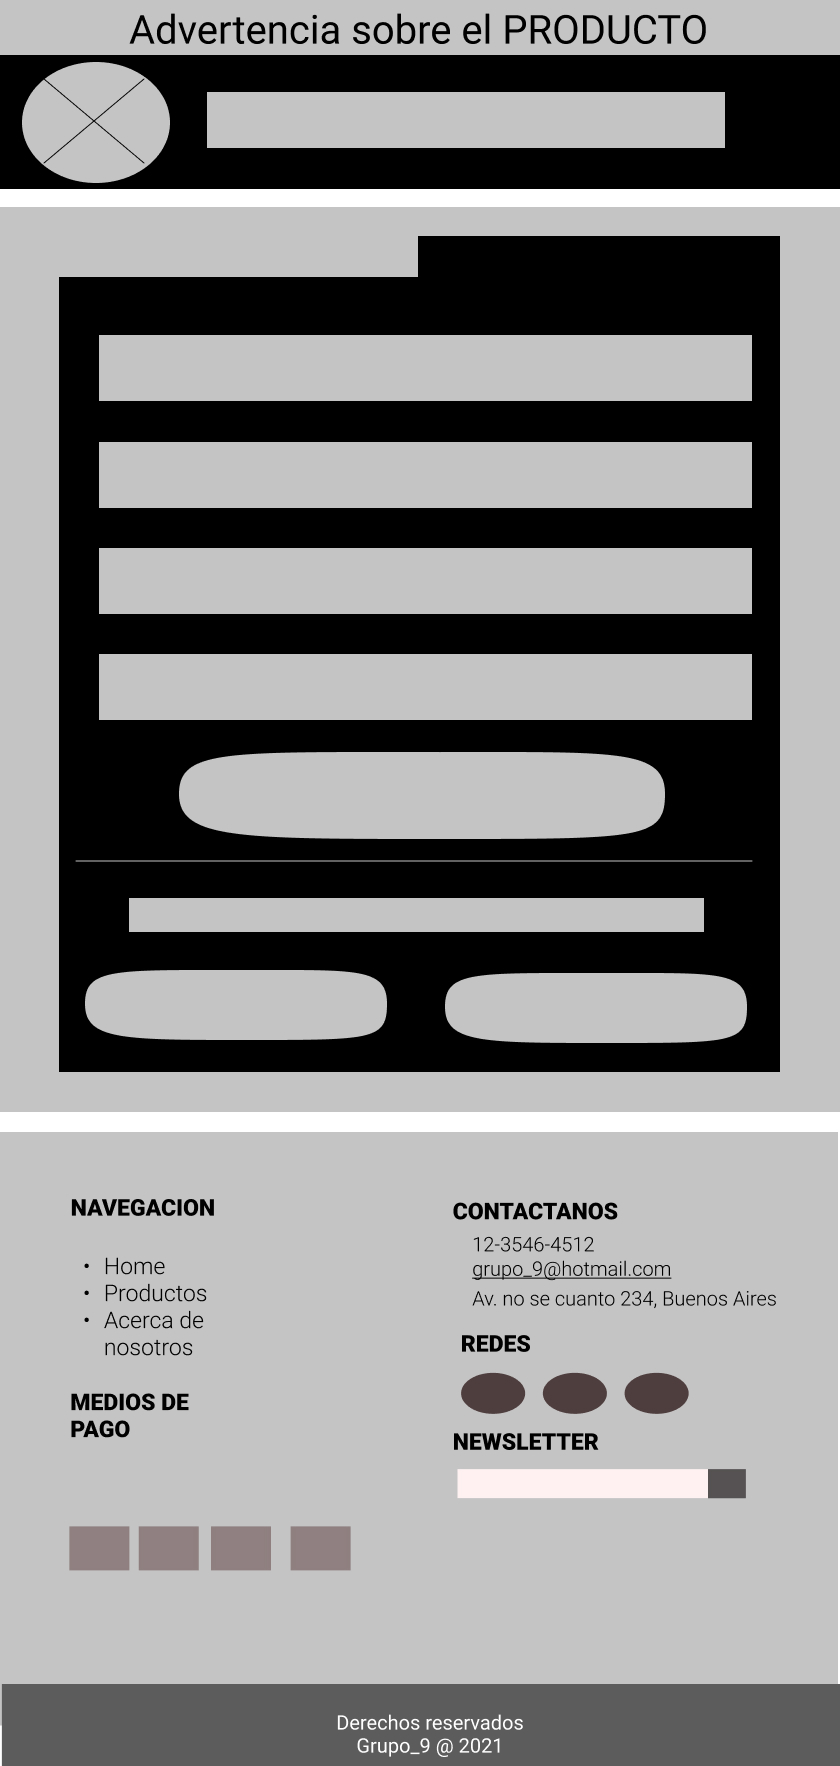 Advertencia sobre el PRODUCTO
NAVEGACION
• Home
• Productos
• Acerca de
nosotros
MEDIOS DE
PAGO
CONTACTANOS
12-3546-4512
grupo_9@hotmail.com
Av. no se cuanto 234, Buenos Aires
REDES
NEWSLETTER
Derechos reservados
Grupo_9 @ 2021